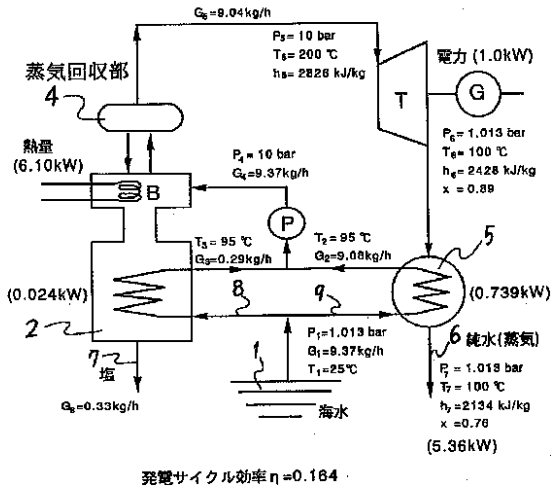 G₅=9.04kg/h
P₅= 10 bar
T₅= 200 ℃
h₅= 2826 kJ/kg
電力 (1.0kW)
T
G
蒸気回収部
4
熱量
(6.10kW)
B
P₄= 10 bar
G₄= 9.37kg/h
P
P₆= 1.013 bar
T₆= 100 ℃
h₆= 2428 kJ/kg
x = 0.89
5
T₃= 95 ℃
G₃=0.29kg/h
T₂= 95 ℃
G₂=9.08kg/h
(0.024kW)
8
9
(0.739kW)
2
7
塩
G₈=0.33kg/h
P₁=1.013 bar
G₁=9.37kg/h
T₁=25℃
1
海水
6
純水(蒸気)
P₇= 1.013 bar
T₇= 100 ℃
h₇= 2134 kJ/kg
x = 0.76
(5.36kW)
発電サイクル効率η=0.164